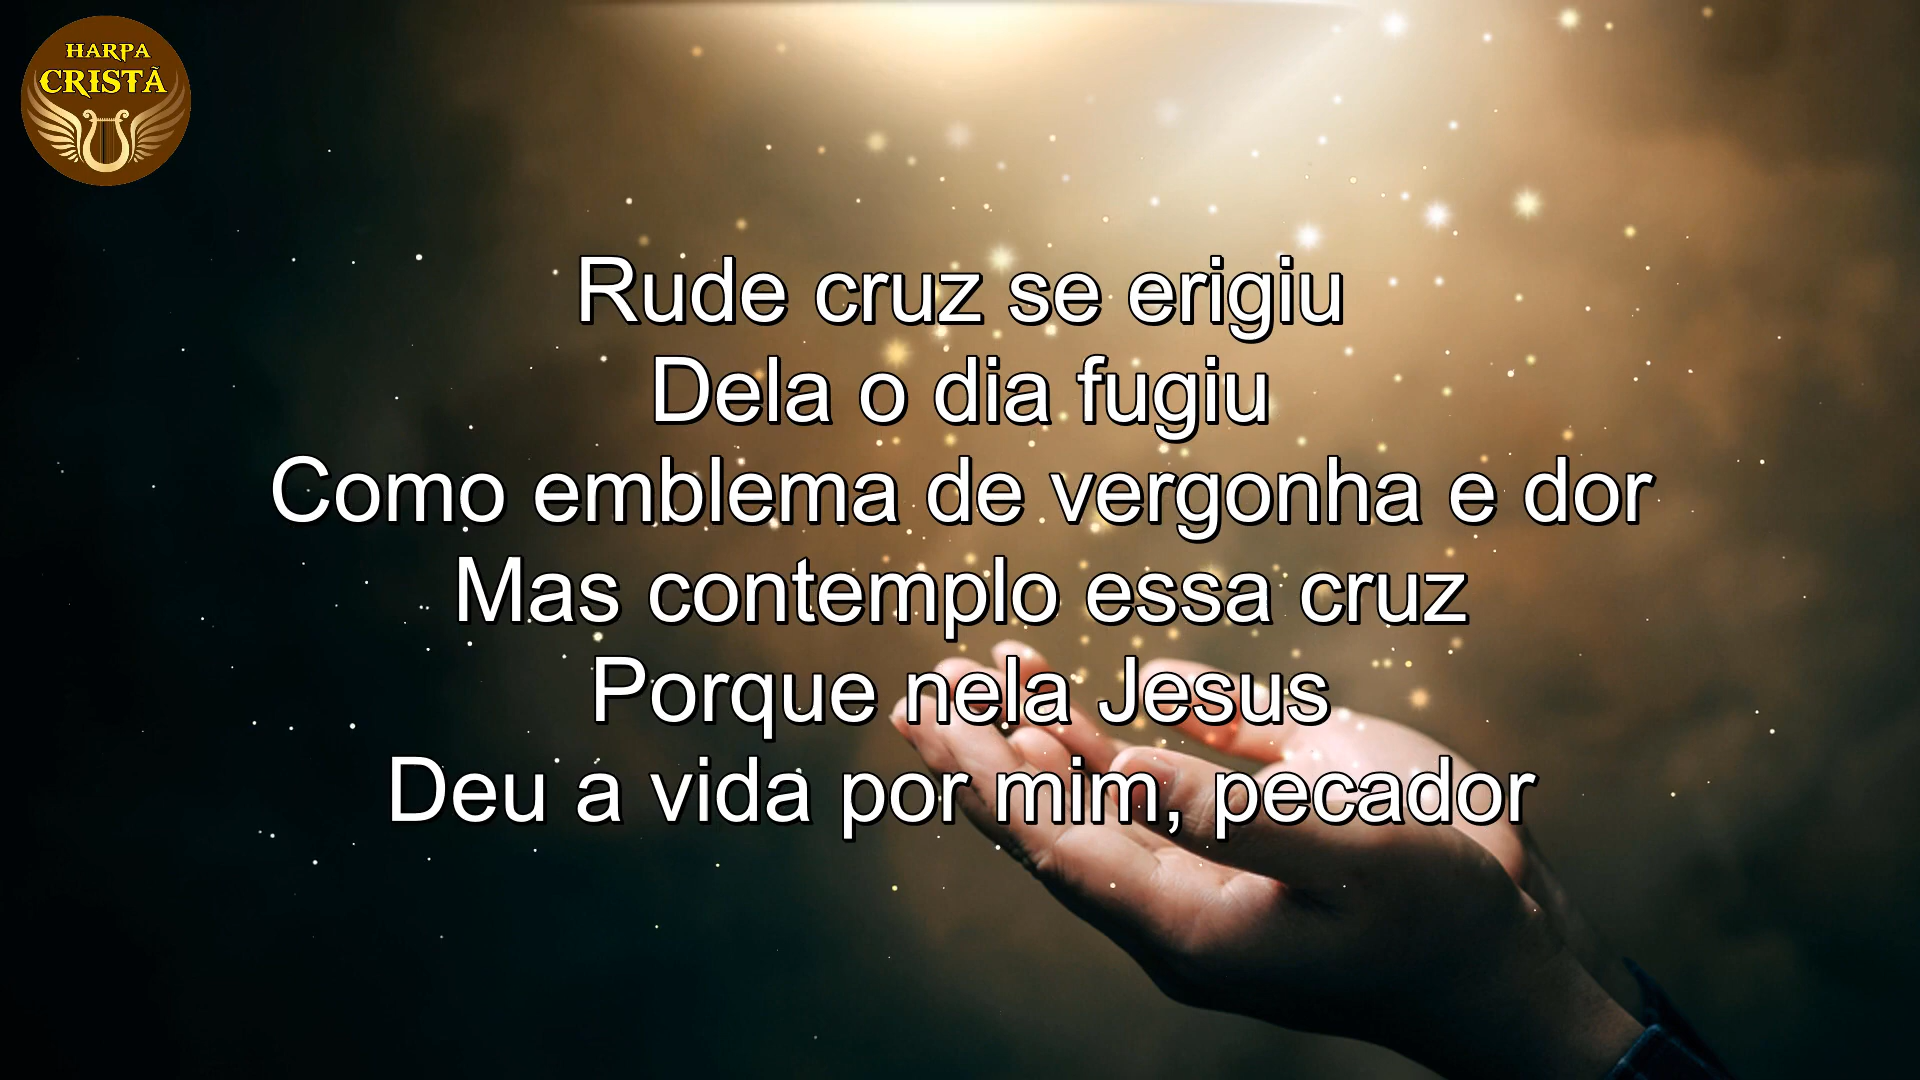 HARPA
CRISTÃ
Rude cruz se erigiu
Dela o dia fugiu
Como emblema de vergonha e dor
Mas contemplo essa cruz
Porque nela Jesus
Deu a vida por mim, pecador